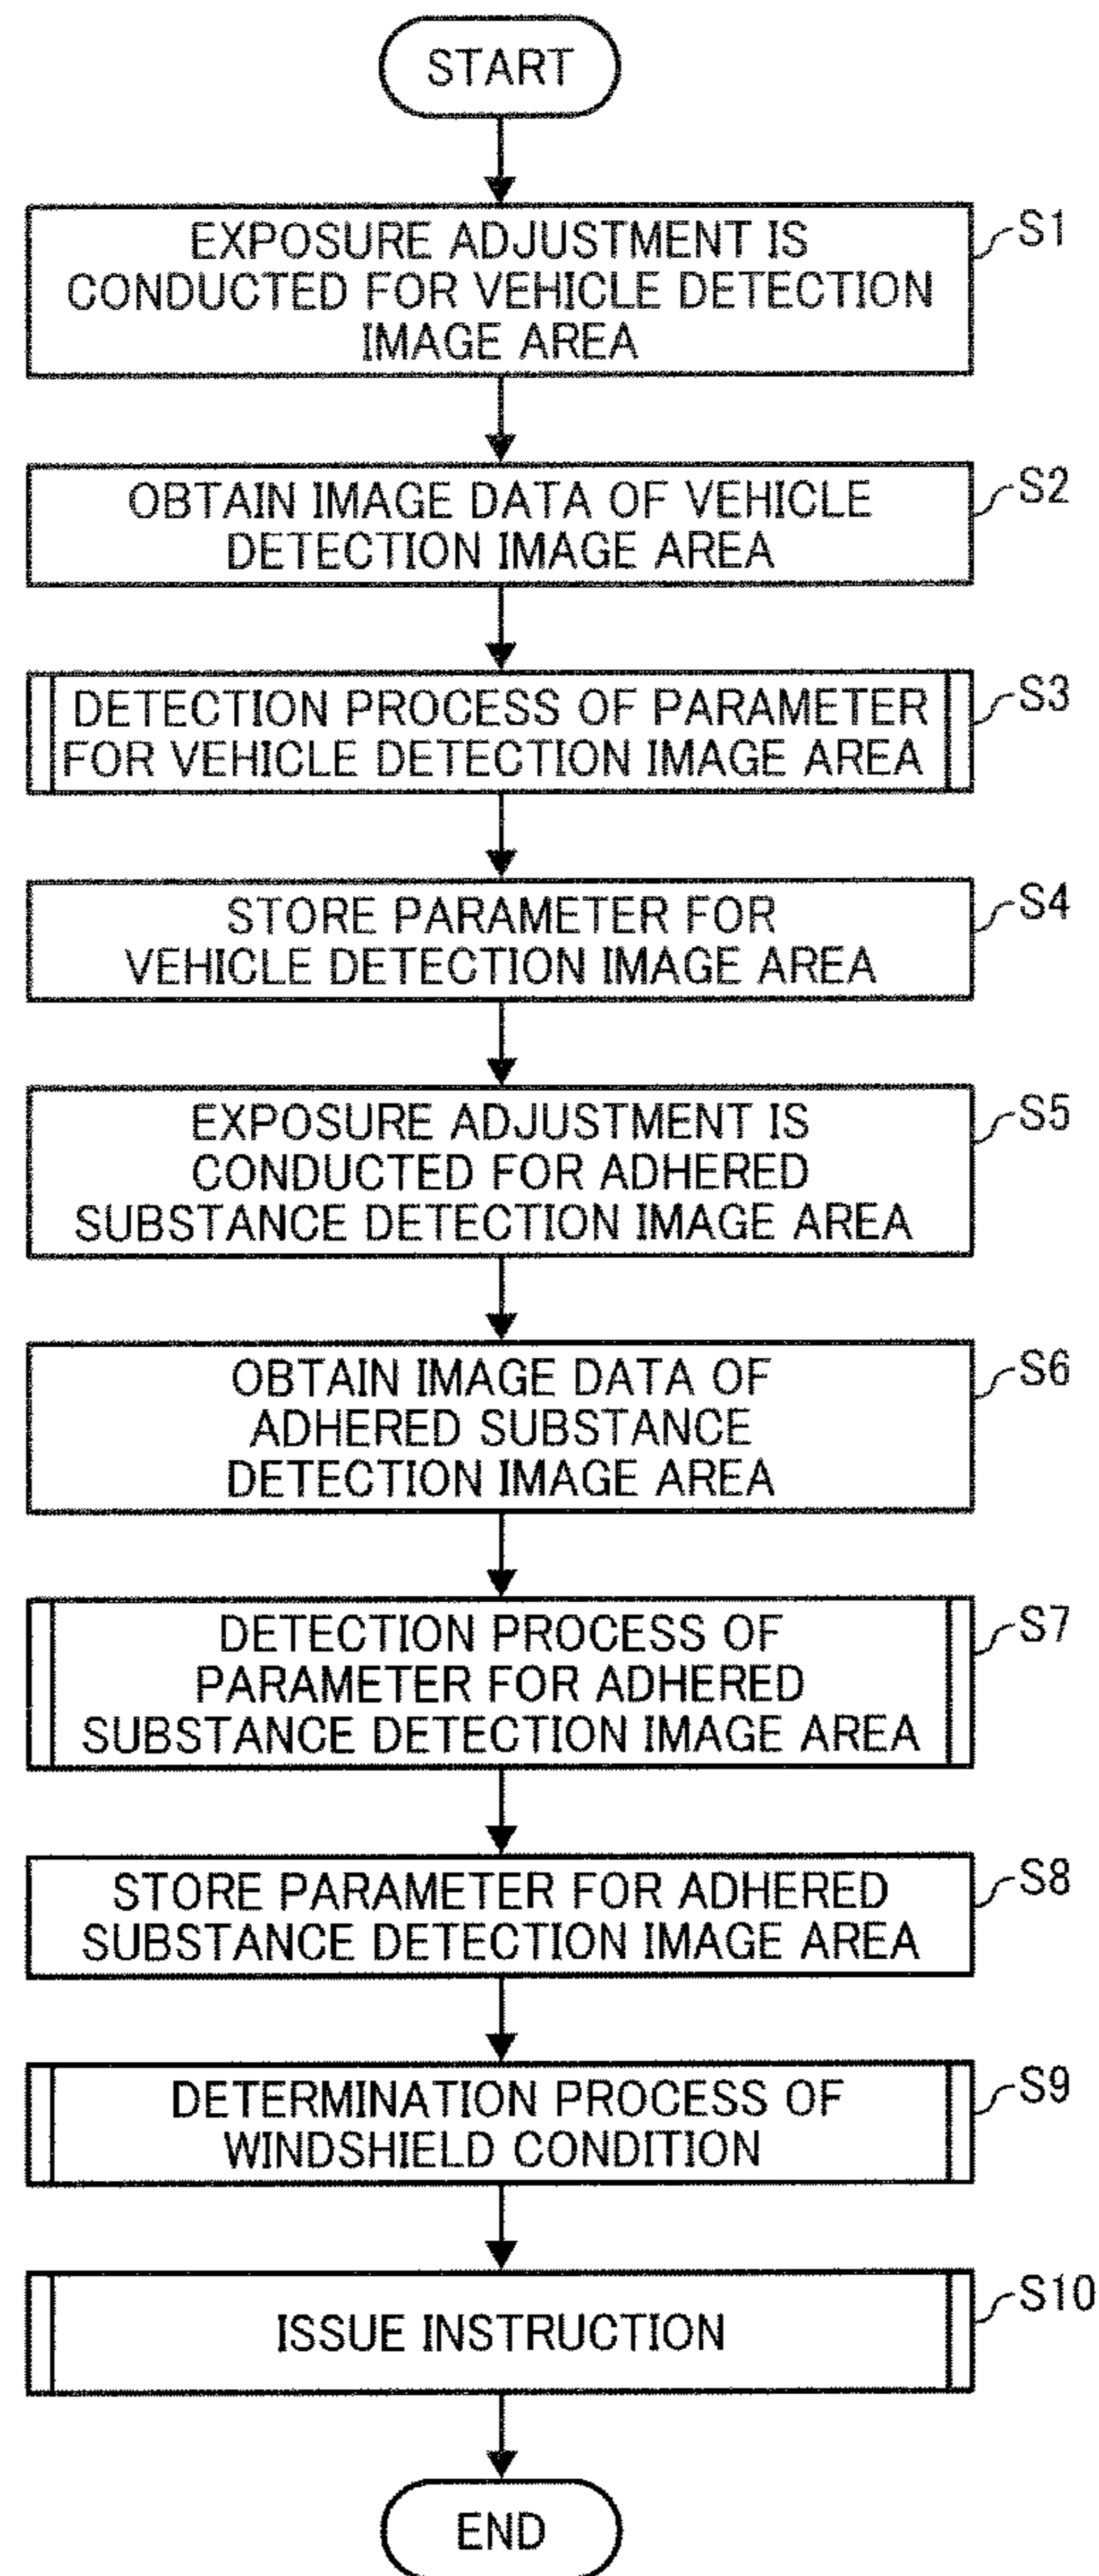 START
EXPOSURE ADJUSTMENT IS
CONDUCTED FOR VEHICLE DETECTION
IMAGE AREA
S1
OBTAIN IMAGE DATA OF VEHICLE
DETECTION IMAGE AREA
S2
DETECTION PROCESS OF PARAMETER
FOR VEHICLE DETECTION IMAGE AREA
S3
STORE PARAMETER FOR
VEHICLE DETECTION IMAGE AREA
S4
EXPOSURE ADJUSTMENT IS
CONDUCTED FOR ADHERED
SUBSTANCE DETECTION IMAGE AREA
S5
OBTAIN IMAGE DATA OF
ADHERED SUBSTANCE
DETECTION IMAGE AREA
S6
DETECTION PROCESS OF
PARAMETER FOR ADHERED
SUBSTANCE DETECTION IMAGE AREA
S7
STORE PARAMETER FOR ADHERED
SUBSTANCE DETECTION IMAGE AREA
S8
DETERMINATION PROCESS OF
WINDSHIELD CONDITION
S9
ISSUE INSTRUCTION
S10
END